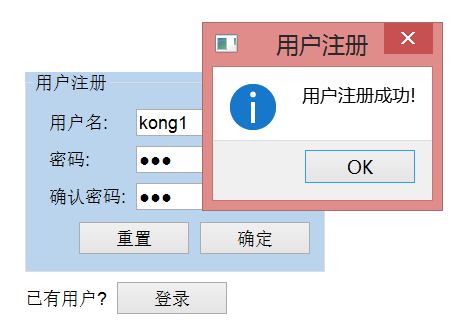 用户注册
用户注册成功!
OK
用户注册
用户名: kong1
密码: ●●●
确认密码: ●●●
重置 确定
已有用户? 登录